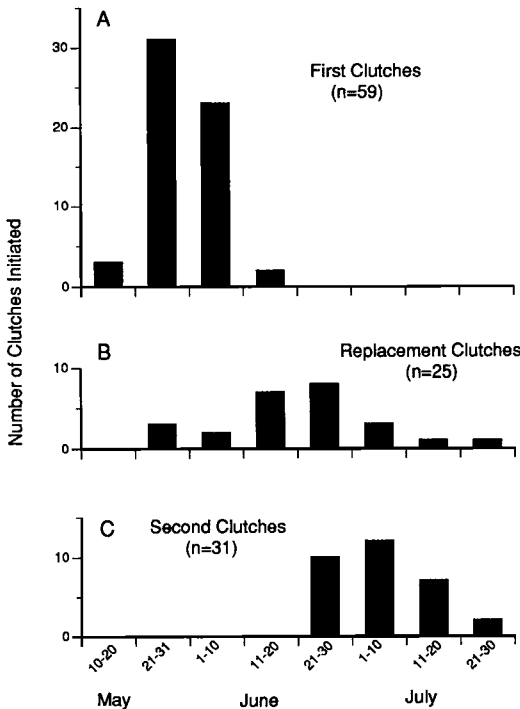 Number of Clutches Initiated
A
First Clutches
(n=59)
30
20
10
0
B
Replacement Clutches
(n=25)
10
0
C
Second Clutches
(n=31)
10
0
10-20 21-31 1-10 11-20 21-30 1-10 11-20 21-30
May June July